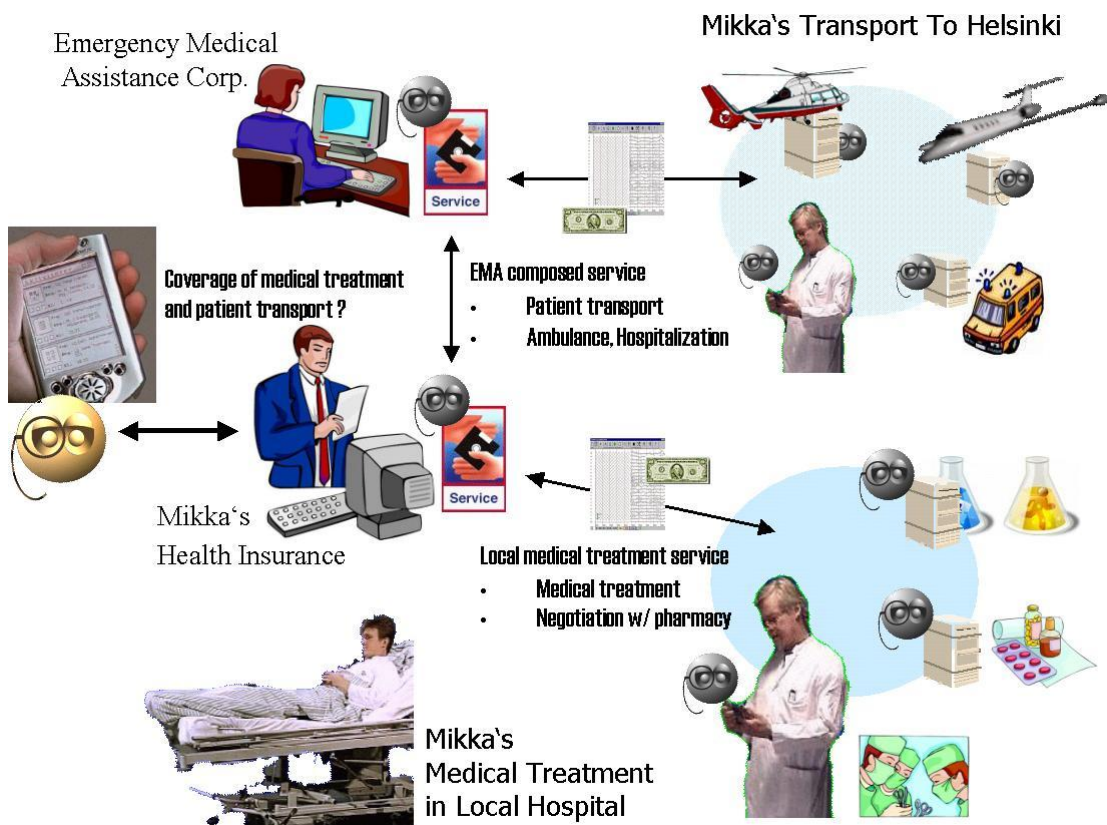 Mikka‘s Transport To Helsinki
Emergency Medical
Assistance Corp.
Service
Coverage of medical treatment
and patient transport ?
EMA composed service
• Patient transport
• Ambulance, Hospitalization
Service
Mikka‘s
Health Insurance
Local medical treatment service
• Medical treatment
• Negotiation w/ pharmacy
Mikka‘s
Medical Treatment
in Local Hospital